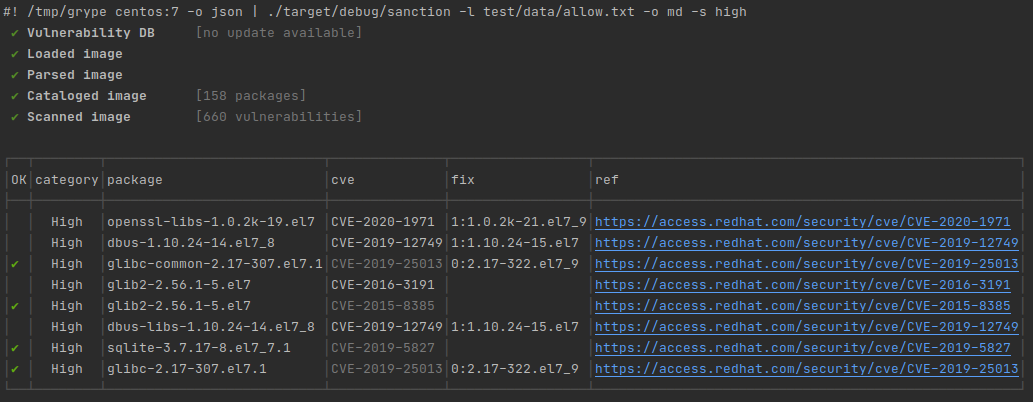 #! /tmp/grype centos:7 -o json | ./target/debug/sanction -l test/data/allow.txt -o md -s high
✔ Vulnerability DB [no update available]
✔ Loaded image
✔ Parsed image
✔ Cataloged image [158 packages]
✔ Scanned image [660 vulnerabilities]
OK category package cve fix ref
High openssl-libs-1.0.2k-19.el7 CVE-2020-1971 1:1.0.2k-21.el7_9 https://access.redhat.com/security/cve/CVE-2020-1971
High dbus-1.10.24-14.el7_8 CVE-2019-12749 1:1.10.24-15.el7 https://access.redhat.com/security/cve/CVE-2019-12749
✔ High glibc-common-2.17-307.el7.1 CVE-2019-25013 0:2.17-322.el7_9 https://access.redhat.com/security/cve/CVE-2019-25013
High glib2-2.56.1-5.el7 CVE-2016-3191 https://access.redhat.com/security/cve/CVE-2016-3191
✔ High glib2-2.56.1-5.el7 CVE-2015-8385 https://access.redhat.com/security/cve/CVE-2015-8385
High dbus-libs-1.10.24-14.el7_8 CVE-2019-12749 1:1.10.24-15.el7 https://access.redhat.com/security/cve/CVE-2019-12749
✔ High sqlite-3.7.17-8.el7_7.1 CVE-2019-5827 https://access.redhat.com/security/cve/CVE-2019-5827
✔ High glibc-2.17-307.el7.1 CVE-2019-25013 0:2.17-322.el7_9 https://access.redhat.com/security/cve/CVE-2019-25013